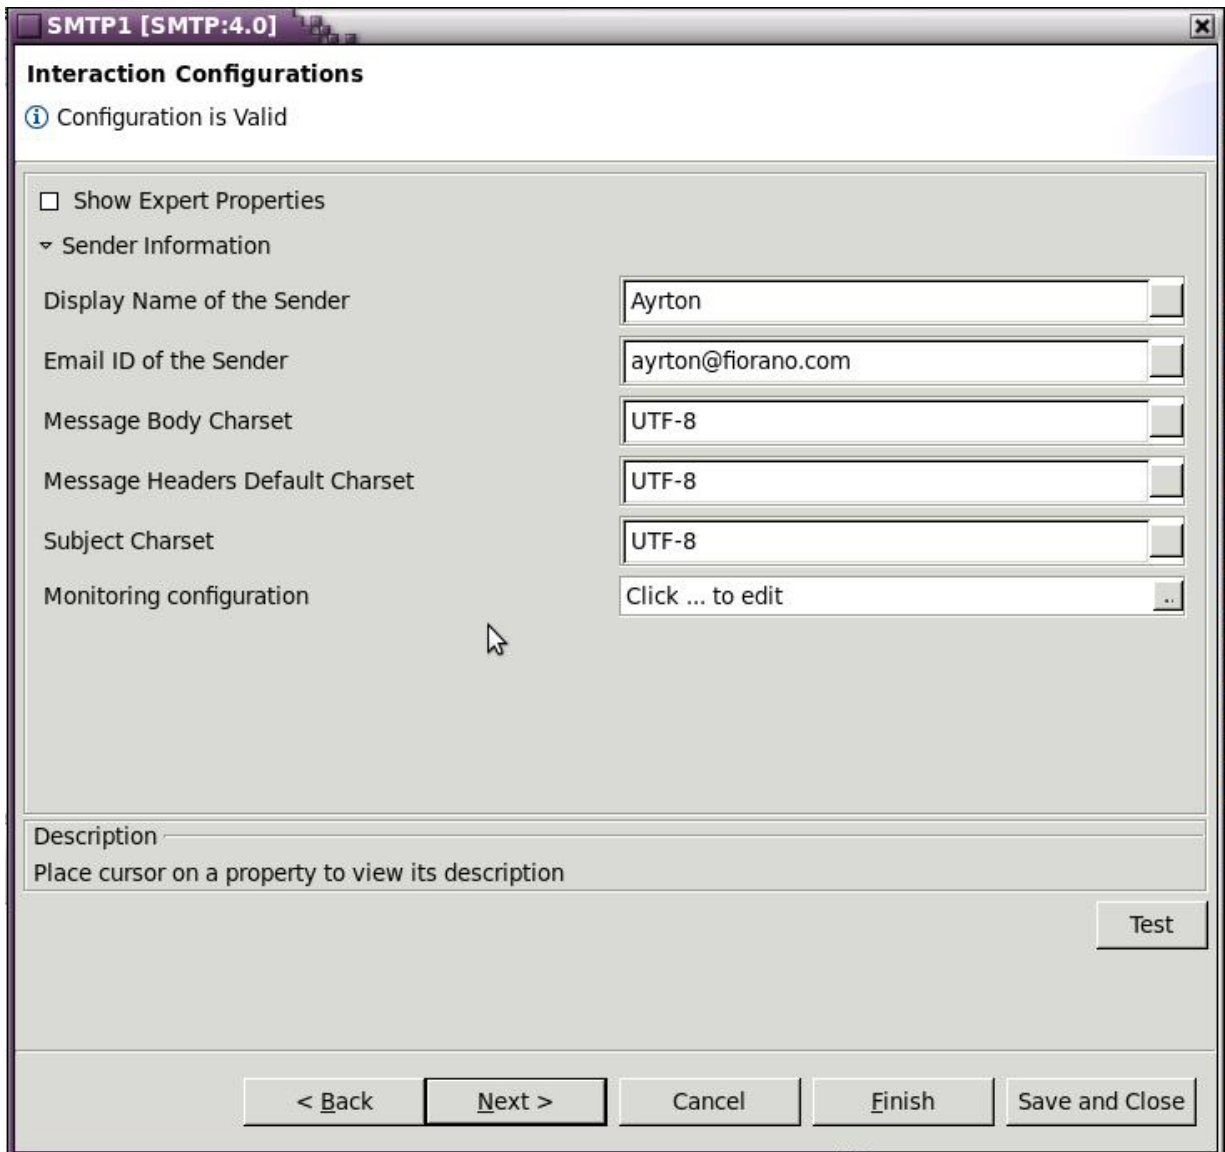 SMTP1 [SMTP:4.0]
Interaction Configurations
Configuration is Valid
Show Expert Properties
Sender Information
Display Name of the Sender Ayrton
Email ID of the Sender ayrton@fiorano.com
Message Body Charset UTF-8
Message Headers Default Charset UTF-8
Subject Charset UTF-8
Monitoring configuration Click ... to edit ..
Description
Place cursor on a property to view its description
Test
< Back Next > Cancel Finish Save and Close